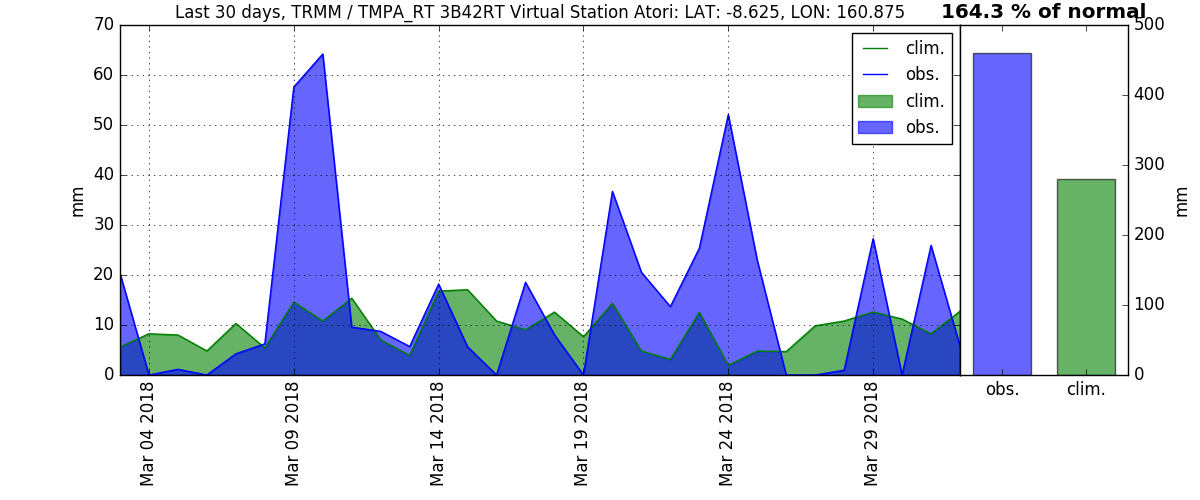 Last 30 days, TRMM / TMPA_RT 3B42RT Virtual Station Atori: LAT: -8.625, LON: 160.875
164.3 % of normal
70
60
50
40
30
20
10
0
mm
clim.
obs.
clim.
obs.
Mar 04 2018
Mar 09 2018
Mar 14 2018
Mar 19 2018
Mar 24 2018
Mar 29 2018
500
400
300
200
100
0
mm
obs.
clim.